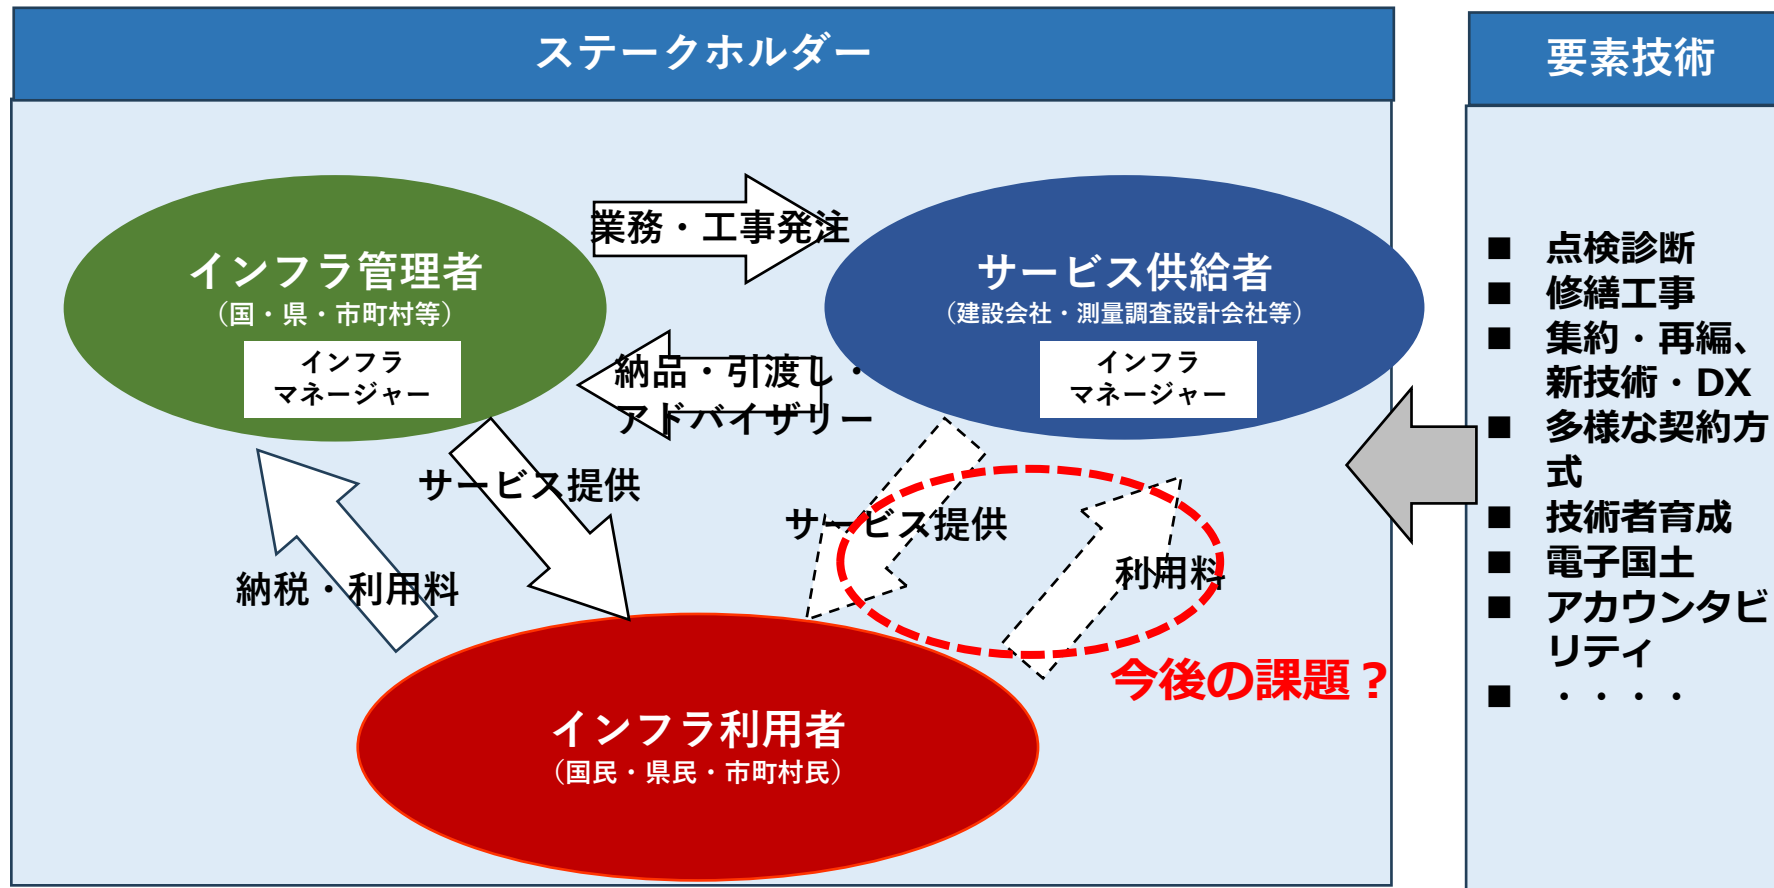 ステークホルダー
要素技術
業務・工事発注
インフラ管理者
（国・県・市町村等）
インフラ
マネージャー
サービス供給者
（建設会社・測量調査設計会社等）
インフラ
マネージャー
納品・引渡し・
アドバイザリー
サービス提供
納税・利用料
サービス提供
利用料
今後の課題？
インフラ利用者
（国民・県民・市町村民）
■ 点検診断
■ 修繕工事
■ 集約・再編、
新技術・DX
■ 多様な契約方
式
■ 技術者育成
■ 電子国土
■ アカウンタビ
リティ
■ ・・・・